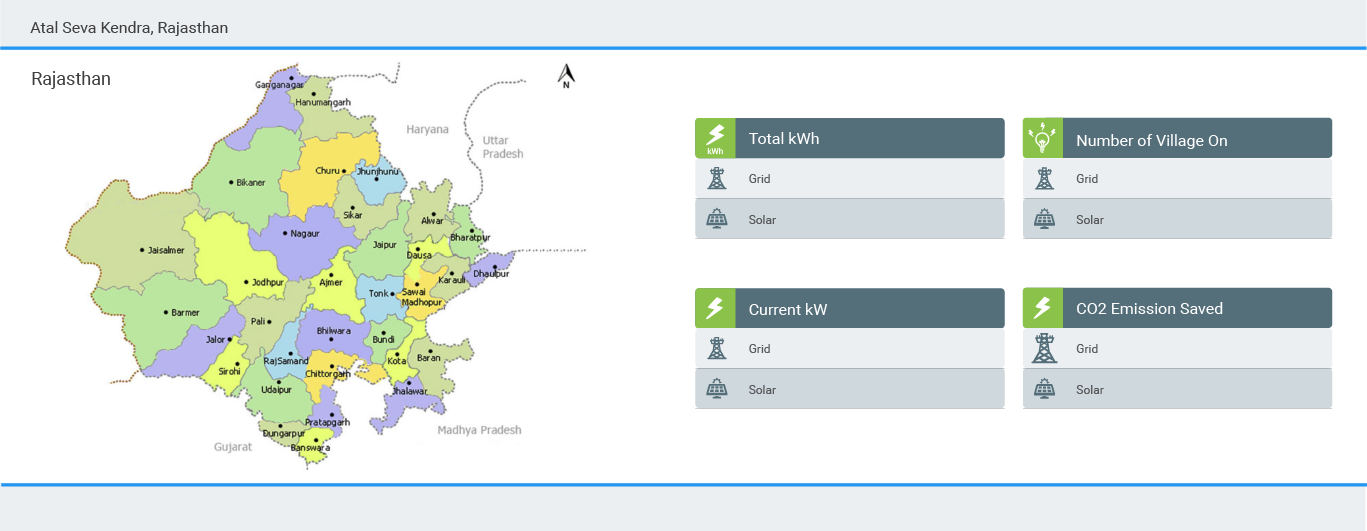 Atal Seva Kendra, Rajasthan
Rajasthan
N
Ganganagar
Hanumangarh
Haryana
Uttar
Pradesh
Churu
Jhunjhunu
Bikaner
Sikar
Alwar
Nagaur
Bharatpur
Jaipur
Jaisalmer
Dausa
Dhaulpur
Karauli
Jodhpur
Ajmer
Tonk
Sawai
Madhopur
Barmer
Pali
Bhilwara
Jalor
Bundi
RajSamand
Kota
Baran
Sirohi
Chittorgarh
Udaipur
Jhalawar
Pratapgarh
Dungarpur
Madhya Pradesh
Gujarat
Banswara
kWh
Total kWh
Grid
Solar
Number of Village On
Grid
Solar
Current kW
Grid
Solar
CO2 Emission Saved
Grid
Solar